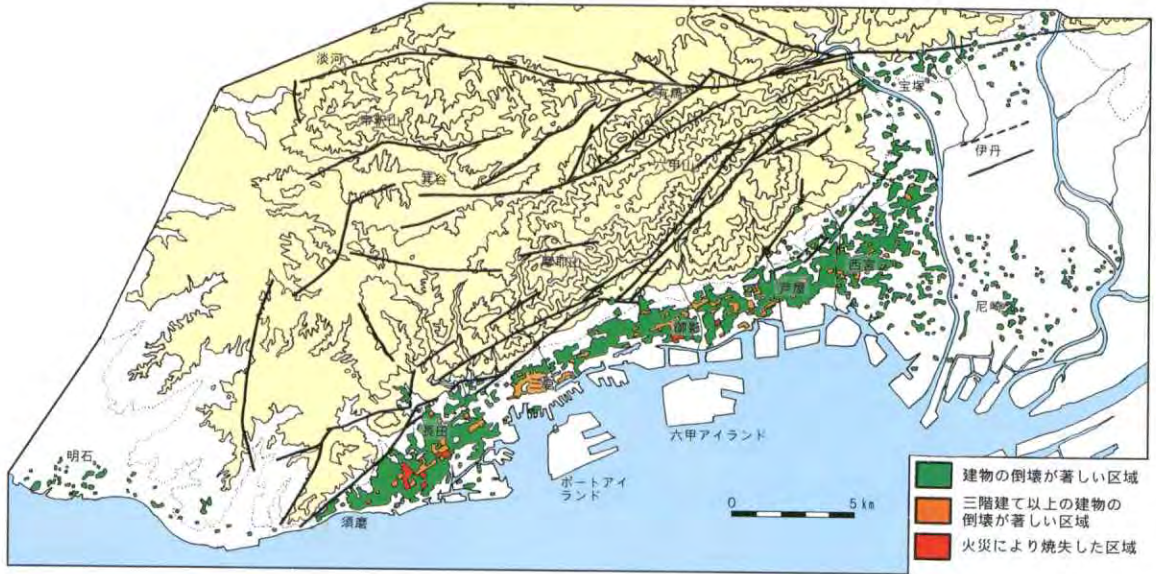 淡河
有馬
帝釈山
箕谷
六甲山
摩耶山
宝塚
伊丹
西宮
芦屋
尼崎
御影
三宮
長田
明石
須磨
ポートアイ
ランド
六甲アイランド
0 5 km
建物の倒壊が著しい区域
三階建て以上の建物の
倒壊が著しい区域
火災により焼失した区域